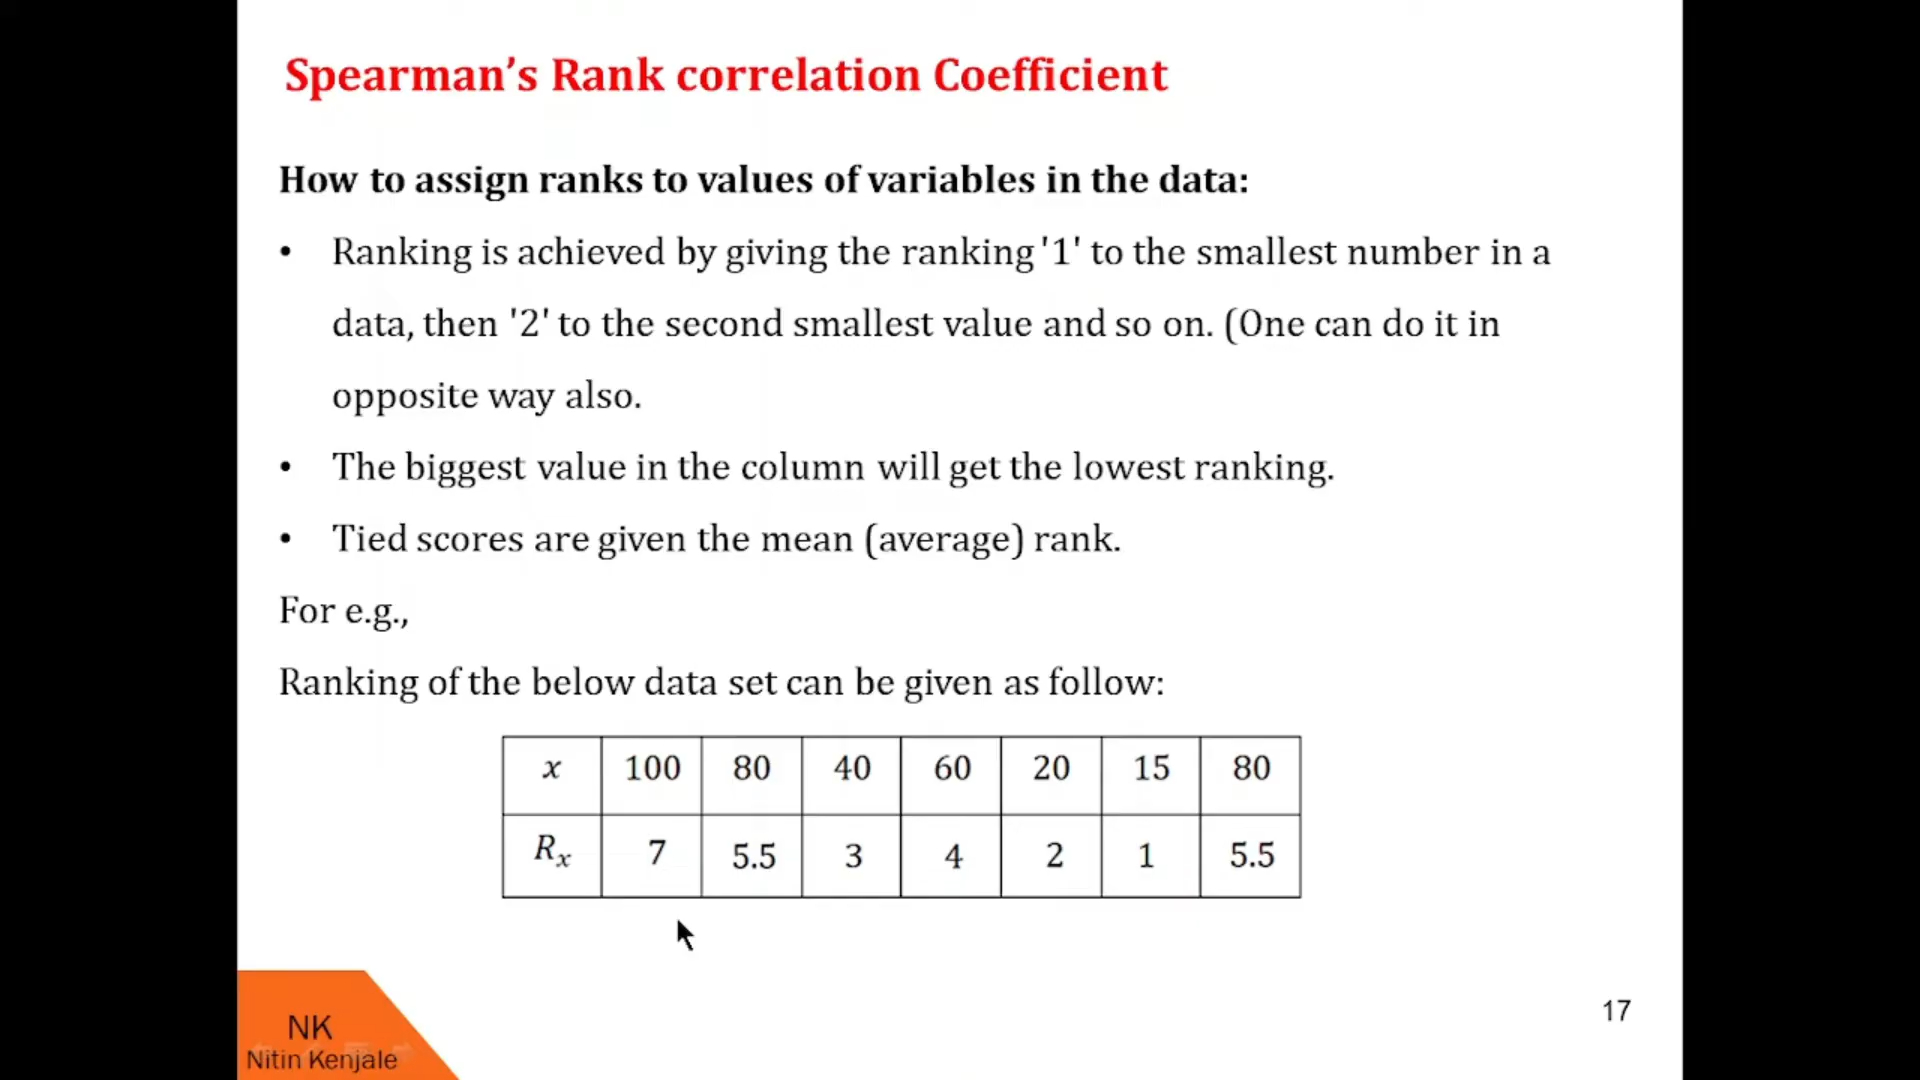 Spearman’s Rank correlation Coefficient
How to assign ranks to values of variables in the data:
• Ranking is achieved by giving the ranking '1' to the smallest number in a
data, then '2' to the second smallest value and so on. (One can do it in
opposite way also.
• The biggest value in the column will get the lowest ranking.
• Tied scores are given the mean (average) rank.
For e.g.,
Ranking of the below data set can be given as follow:
x 100 80 40 60 20 15 80
Rₓ 7 5.5 3 4 2 1 5.5
NK
Nitin Kenjale
17